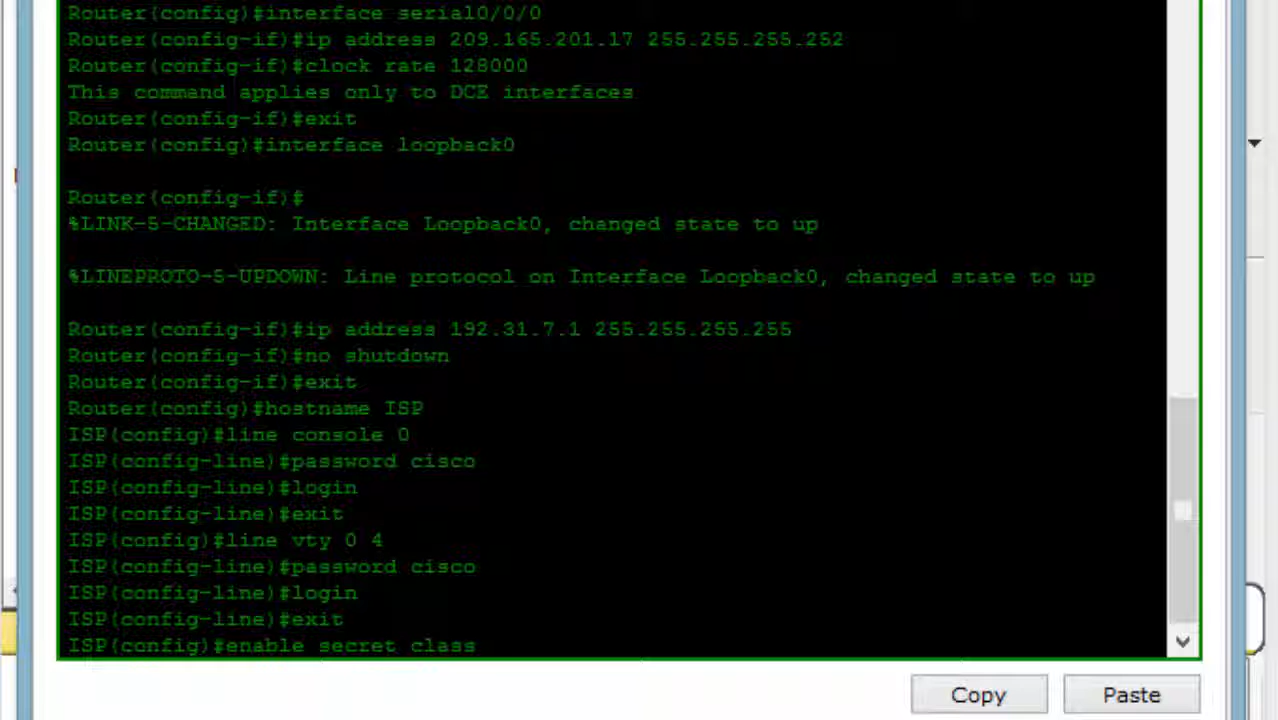 Router(config)#interface serial0/0/0
Router(config-if)#ip address 209.165.201.17 255.255.255.252
Router(config-if)#clock rate 128000
This command applies only to DCE interfaces
Router(config-if)#exit
Router(config)#interface loopback0
Router(config-if)#
%LINK-5-CHANGED: Interface Loopback0, changed state to up
%LINEPROTO-5-UPDOWN: Line protocol on Interface Loopback0, changed state to up
Router(config-if)#ip address 192.31.7.1 255.255.255.255
Router(config-if)#no shutdown
Router(config-if)#exit
Router(config)#hostname ISP
ISP(config)#line console 0
ISP(config-line)#password cisco
ISP(config-line)#login
ISP(config-line)#exit
ISP(config)#line vty 0 4
ISP(config-line)#password cisco
ISP(config-line)#login
ISP(config-line)#exit
ISP(config)#enable secret class
Copy
Paste